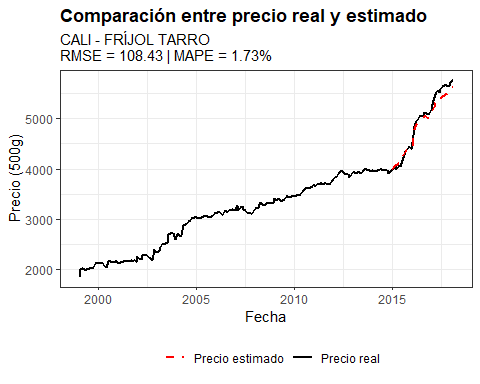 Comparación entre precio real y estimado
CALI - FRÍJOL TARRO
RMSE = 108.43 | MAPE = 1.73%
Precio (500g)
5000
4000
3000
2000
2000
2005
2010
2015
Fecha
Precio estimado
Precio real